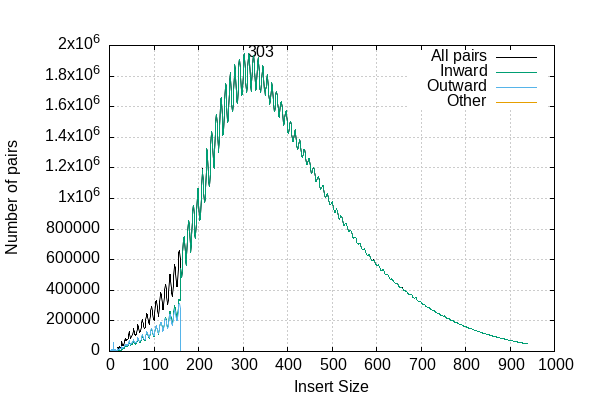 2x10^6
1.8x10^6
1.6x10^6
1.4x10^6
1.2x10^6
1x10^6
800000
600000
400000
200000
0
303
All pairs
Inward
Outward
Other
Number of pairs
0 100 200 300 400 500 600 700 800 900 1000
Insert Size